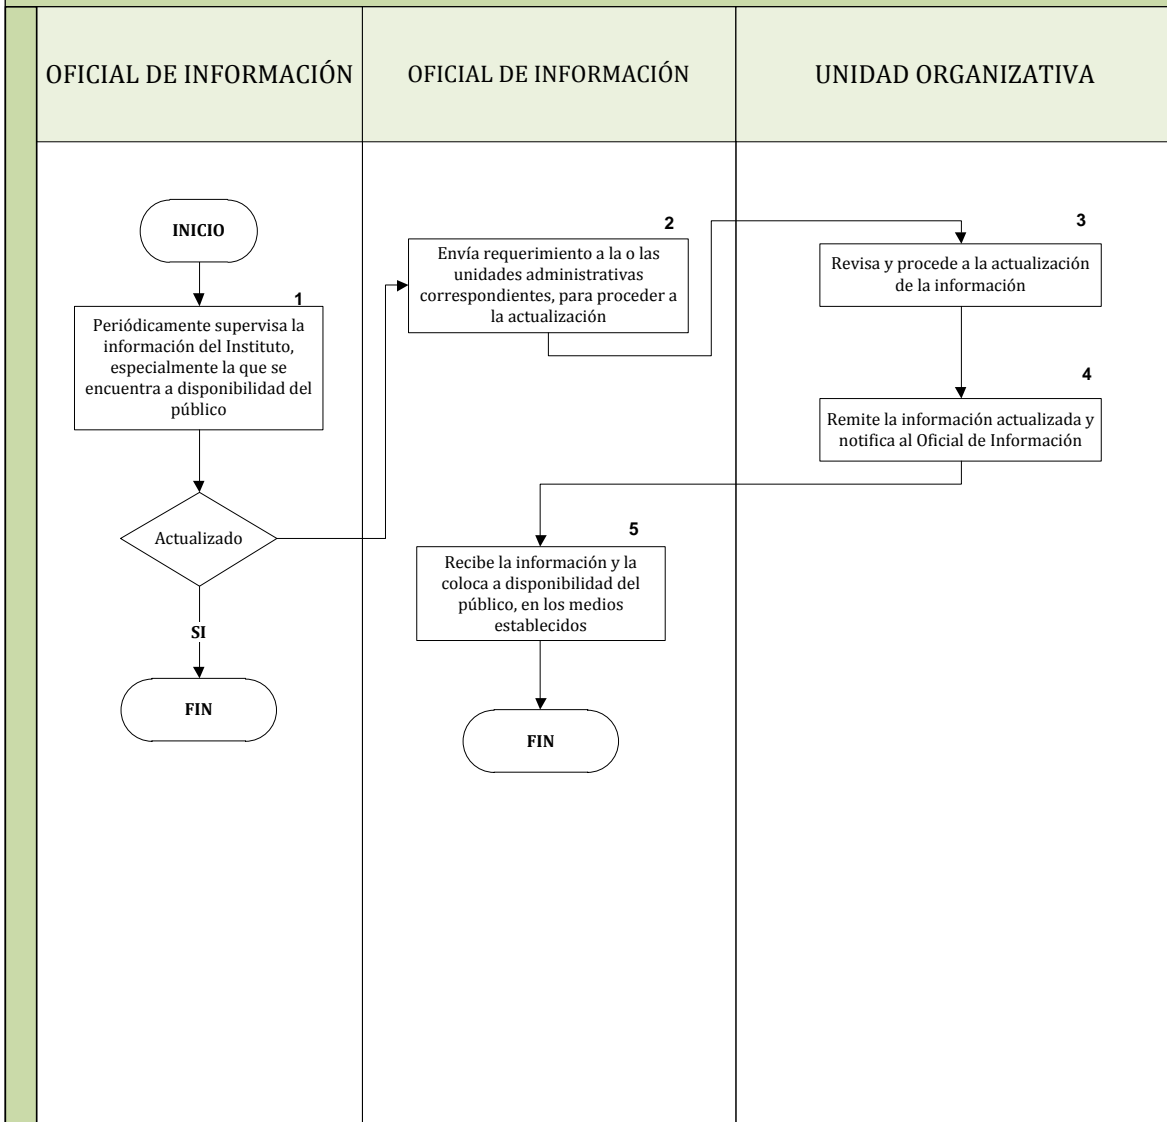 OFICIAL DE INFORMACIÓN
OFICIAL DE INFORMACIÓN
UNIDAD ORGANIZATIVA
INICIO
1
Periódicamente supervisa la
información del Instituto,
especialmente la que se
encuentra a disponibilidad del
público
Actualizado
SI
FIN
2
Envía requerimiento a la o las
unidades administrativas
correspondientes, para proceder a
la actualización
3
Revisa y procede a la actualización
de la información
4
Remite la información actualizada y
notifica al Oficial de Información
5
Recibe la información y la
coloca a disponibilidad del
público, en los medios
establecidos
FIN